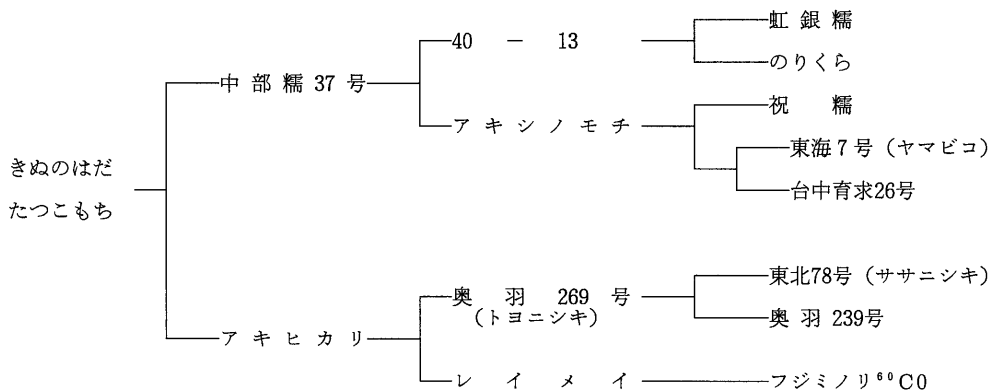 虹銀糯
40 － 13
のりくら
中部糯37号
祝糯
アキシノモチ
東海7号（ヤマビコ）
きぬのはだ
台中育求26号
たつこもち
東北78号（ササニシキ）
奥羽269号
（トヨニシキ）
奥羽239号
アキヒカリ
レイメイ
フジミノリ⁶⁰C0